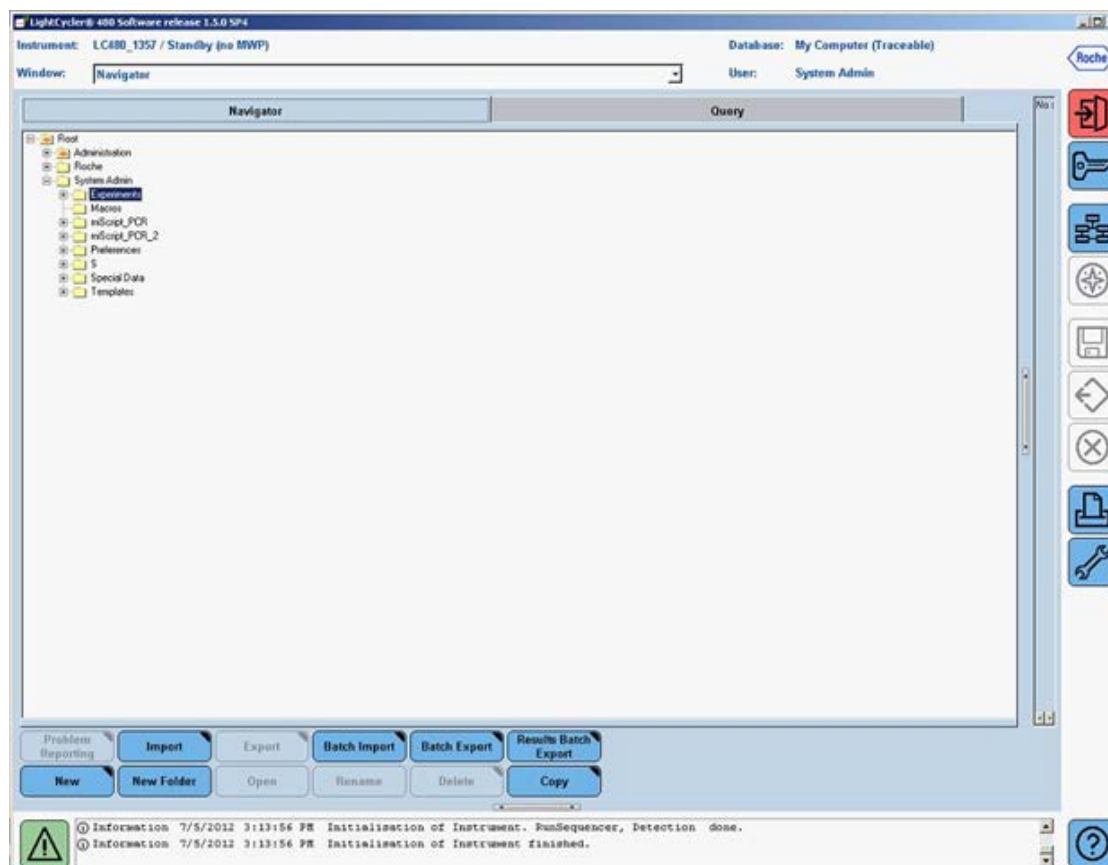 LightCycler® 480 Software release 1.5.0 SP4
Instrument: LC480_1357 / Standby (no MWP)
Database: My Computer (Traceable)
Window: Navigator
User: System Admin
Roche
Navigator
Query
No :
Root
Administration
Roche
System Admin
Experiments
Macros
miScript_PCR
miScript_PCR_2
Preferences
S
Special Data
Templates
Problem Reporting
Import
Export
Batch Import
Batch Export
Results Batch Export
New
New Folder
Open
Rename
Delete
Copy
Information 7/5/2012 3:13:56 PM Initialisation of Instrument. RunSequencer, Detection done.
Information 7/5/2012 3:13:56 PM Initialisation of Instrument finished.